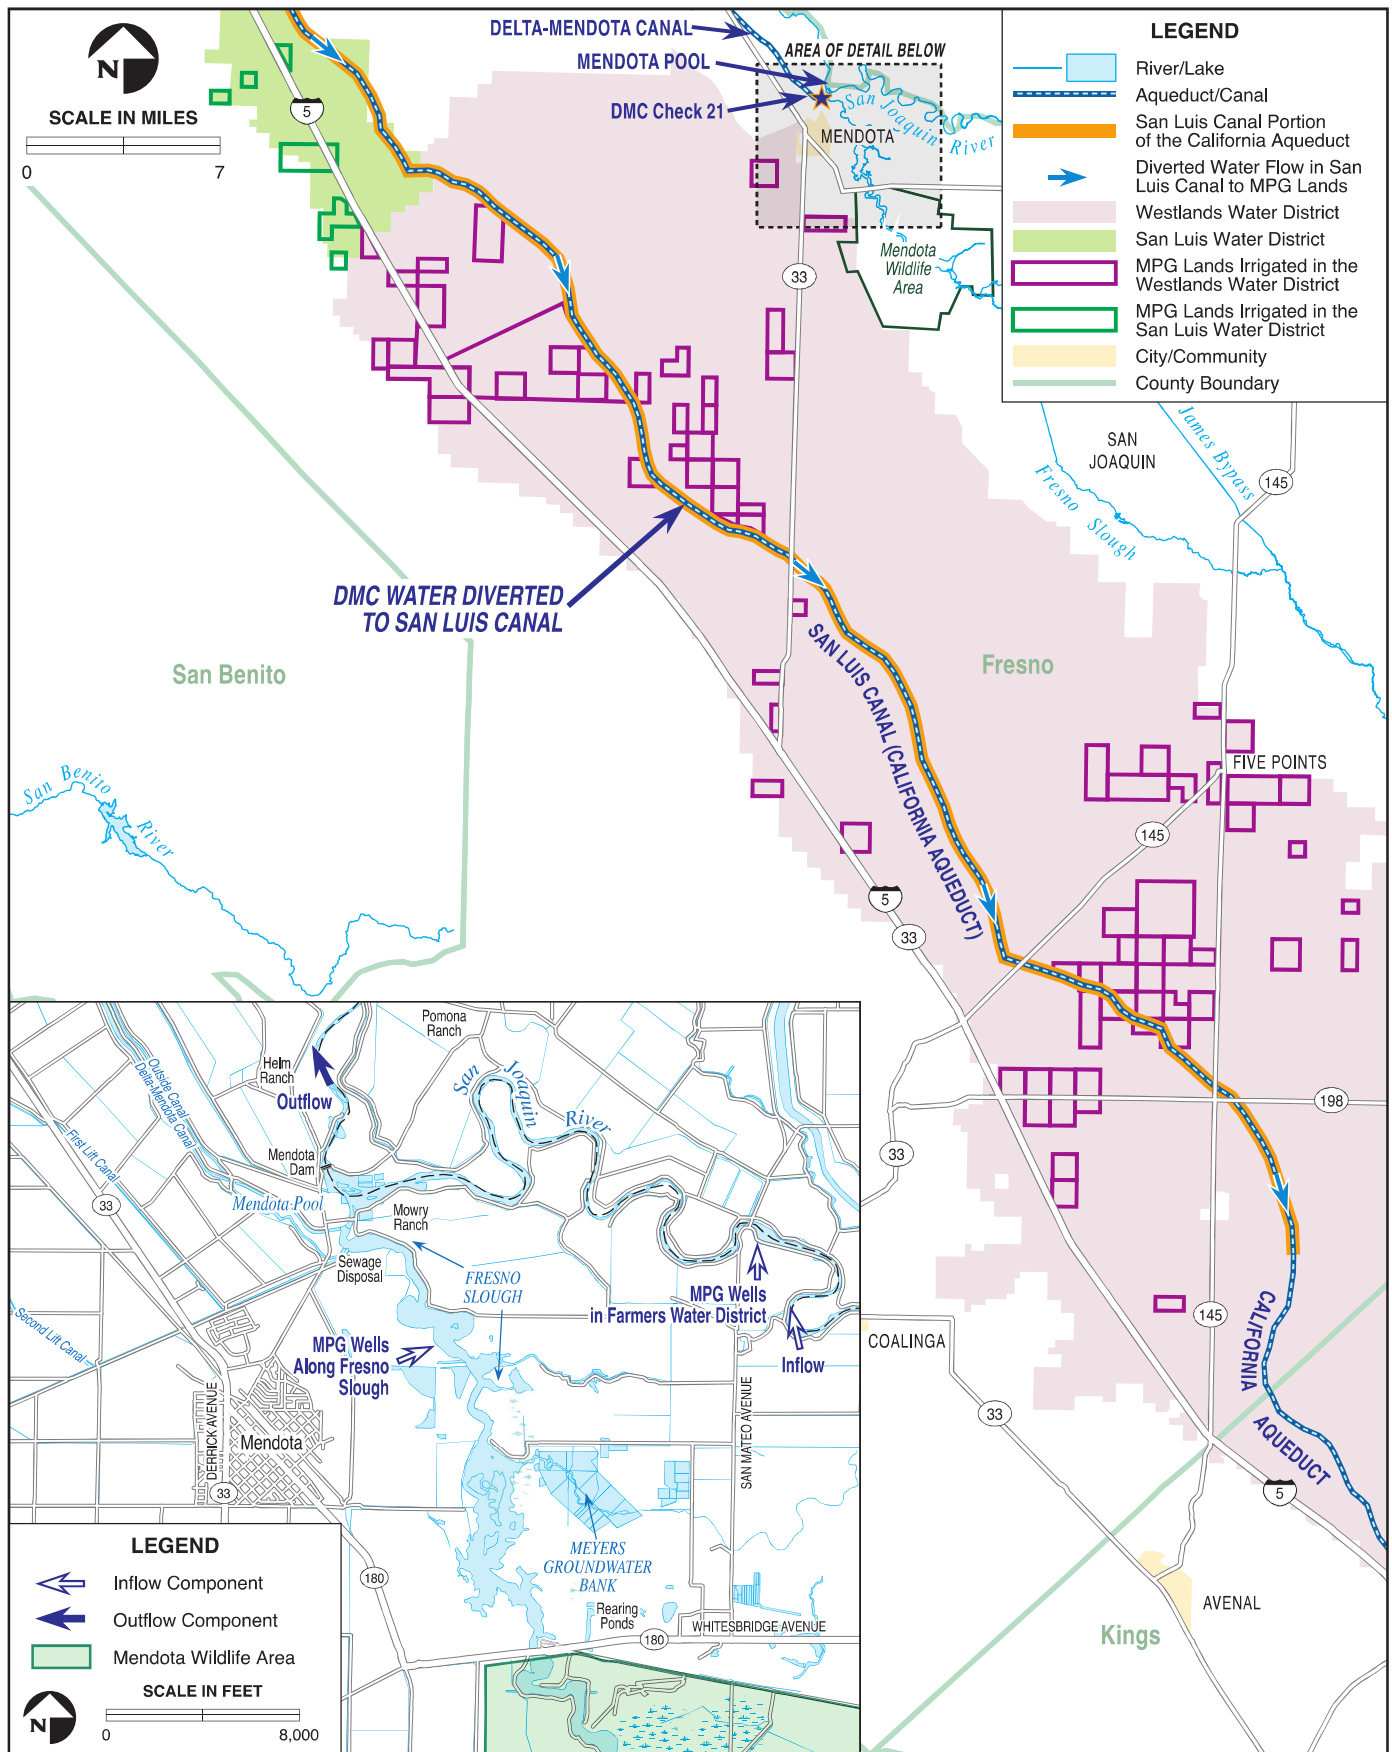 DELTA-MENDOTA CANAL
MENDOTA POOL
DMC Check 21
AREA OF DETAIL BELOW
N
SCALE IN MILES
0 7
5
San Joaquin River
MENDOTA
33
Mendota
Wildlife
Area
LEGEND
River/Lake
Aqueduct/Canal
San Luis Canal Portion
of the California Aqueduct
Diverted Water Flow in San
Luis Canal to MPG Lands
Westlands Water District
San Luis Water District
MPG Lands Irrigated in the
Westlands Water District
MPG Lands Irrigated in the
San Luis Water District
City/Community
County Boundary
SAN
JOAQUIN
James Bypass
Fresno Slough
145
DMC WATER DIVERTED
TO SAN LUIS CANAL
San Benito
Fresno
SAN LUIS CANAL (CALIFORNIA AQUEDUCT)
FIVE POINTS
145
San Benito River
5
33
198
33
145
COALINGA
CALIFORNIA AQUEDUCT
33
5
AVENAL
Kings
Pomona
Ranch
Helm
Ranch
Outflow
Outside Canal
Delta-Mendota Canal
First Lift Canal
San Joaquin River
Mendota
Dam
33
Mendota Pool
Mowry
Ranch
Sewage
Disposal
FRESNO
SLOUGH
MPG Wells
in Farmers Water District
Inflow
Second Lift Canal
MPG Wells
Along Fresno
Slough
DERRICK AVENUE
Mendota
SAN MATEO AVENUE
33
MEYERS
GROUNDWATER
BANK
180
Rearing
Ponds
WHITESBRIDGE AVENUE
180
LEGEND
Inflow Component
Outflow Component
Mendota Wildlife Area
SCALE IN FEET
N
0 8,000